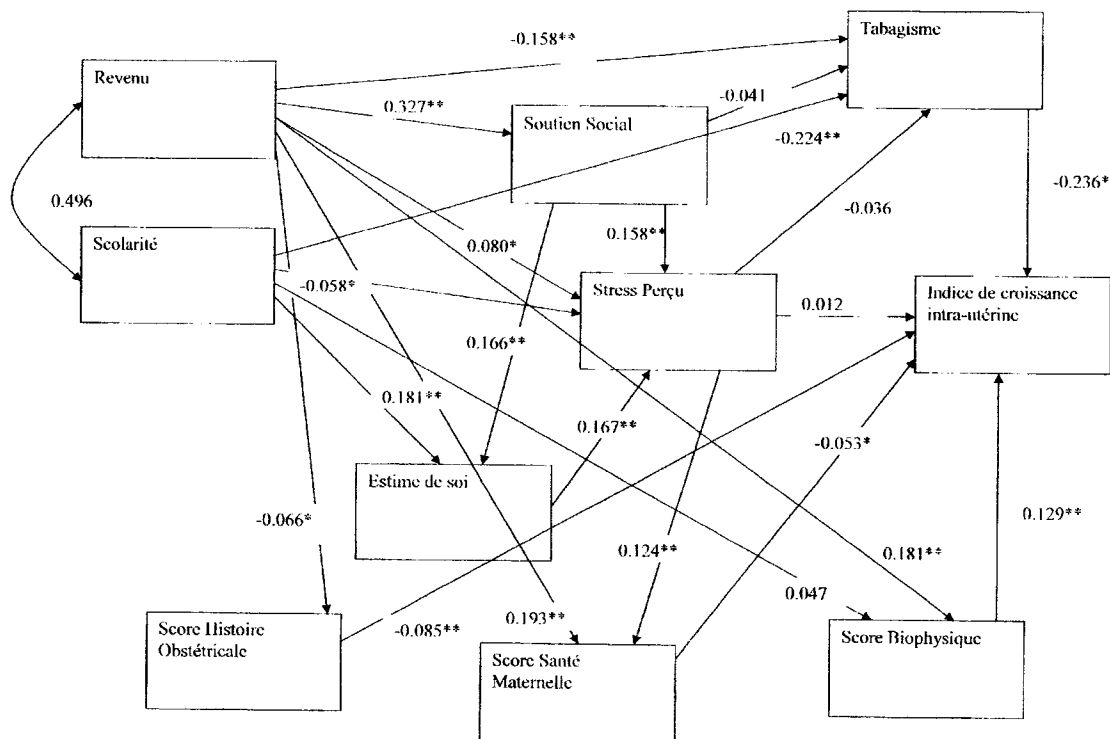 -0.158**
Tabagisme
Revenu
0.327**
-0.041
Soutien Social
-0.224**
-0.236*
0.496
-0.036
Scolarité
0.080*
0.158**
-0.058*
Stress Perçu
0.012
Indice de croissance
intra-utérine
0.166**
0.181**
0.167**
-0.053*
Estime de soi
-0.066*
0.129**
0.124**
0.181**
0.047
Score Histoire
Obstétricale
-0.085**
0.193**
Score Santé
Maternelle
Score Biophysique